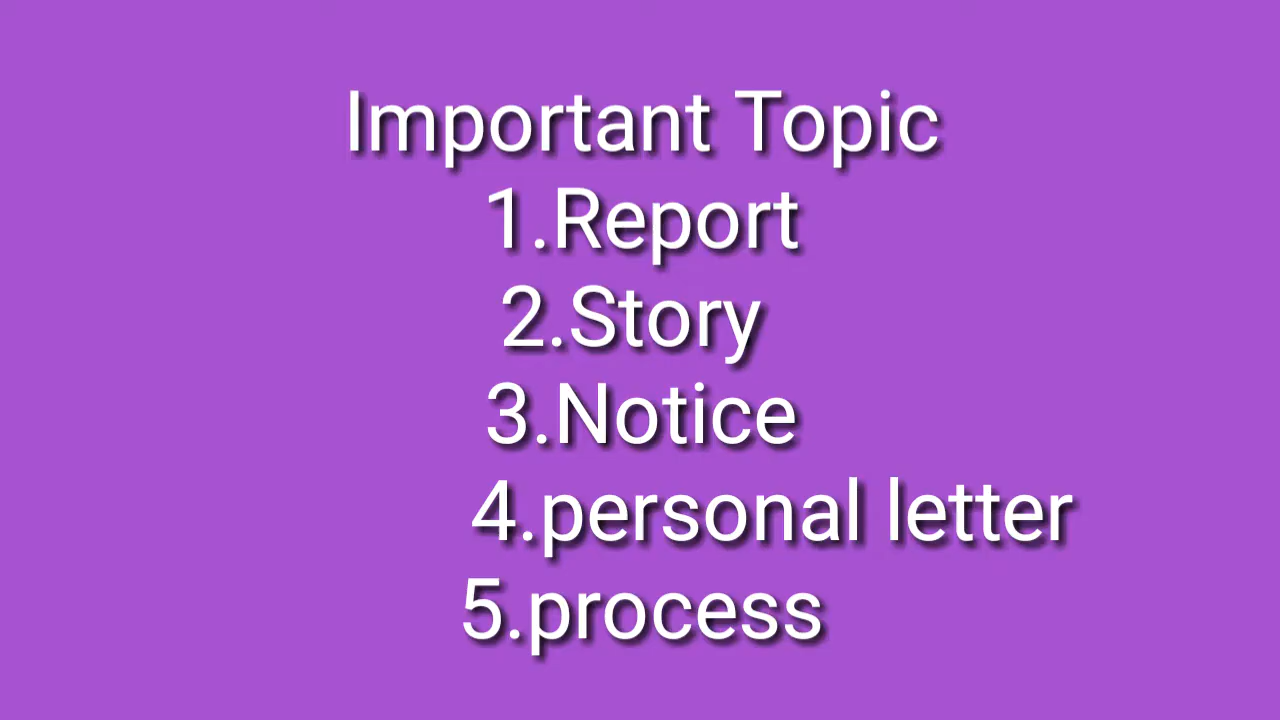 Important Topic
1.Report
2.Story
3.Notice
4.personal letter
5.process